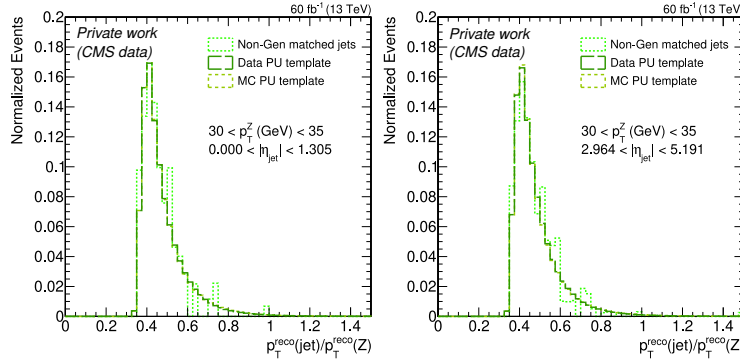 60 fb⁻¹ (13 TeV)
Normalized Events
0.2
0.18
0.16
0.14
0.12
0.1
0.08
0.06
0.04
0.02
0
Private work
(CMS data)
Non-Gen matched jets
Data PU template
MC PU template
30 < p_T^Z (GeV) < 35
0.000 < |η_jet| < 1.305
0 0.2 0.4 0.6 0.8 1 1.2 1.4
p_T^reco(jet)/p_T^reco(Z)
60 fb⁻¹ (13 TeV)
Normalized Events
0.2
0.18
0.16
0.14
0.12
0.1
0.08
0.06
0.04
0.02
0
Private work
(CMS data)
Non-Gen matched jets
Data PU template
MC PU template
30 < p_T^Z (GeV) < 35
2.964 < |η_jet| < 5.191
0 0.2 0.4 0.6 0.8 1 1.2 1.4
p_T^reco(jet)/p_T^reco(Z)